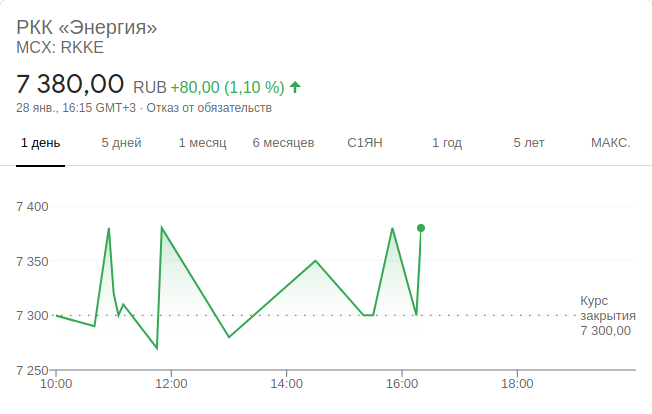 РКК «Энергия»
MCX: RKKE
7 380,00 RUB +80,00 (1,10 %)
28 янв., 16:15 GMT+3 · Отказ от обязательств
1 день 5 дней 1 месяц 6 месяцев С1ЯН 1 год 5 лет МАКС.
7 400
7 350
7 300
7 250
Курс
закрытия
7 300,00
10:00 12:00 14:00 16:00 18:00